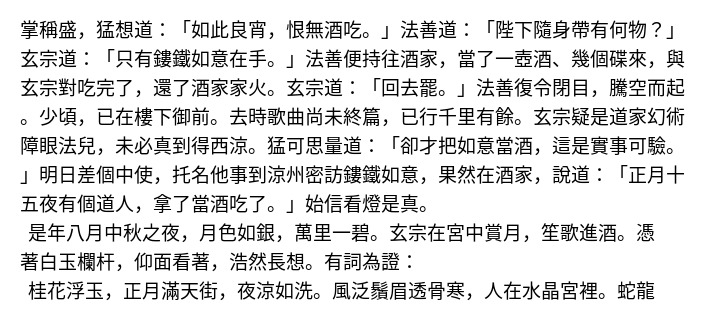 掌稱盛，猛想道：「如此良宵，恨無酒吃。」法善道：「陛下隨身帶有何物？」
玄宗道：「只有鏤鐵如意在手。」法善便持往酒家，當了一壺酒、幾個碟來，與
玄宗對吃完了，還了酒家家火。玄宗道：「回去罷。」法善復令閉目，騰空而起
。少頃，已在樓下御前。去時歌曲尚未終篇，已行千里有餘。玄宗疑是道家幻術
障眼法兒，未必真到得西涼。猛可思量道：「卻才把如意當酒，這是實事可驗。
」明日差個中使，托名他事到涼州密訪鏤鐵如意，果然在酒家，說道：「正月十
五夜有個道人，拿了當酒吃了。」始信看燈是真。
是年八月中秋之夜，月色如銀，萬里一碧。玄宗在宮中賞月，笙歌進酒。憑
著白玉欄杆，仰面看著，浩然長想。有詞為證：
桂花浮玉，正月滿天街，夜涼如洗。風泛鬚眉透骨寒，人在水晶宮裡。蛇龍